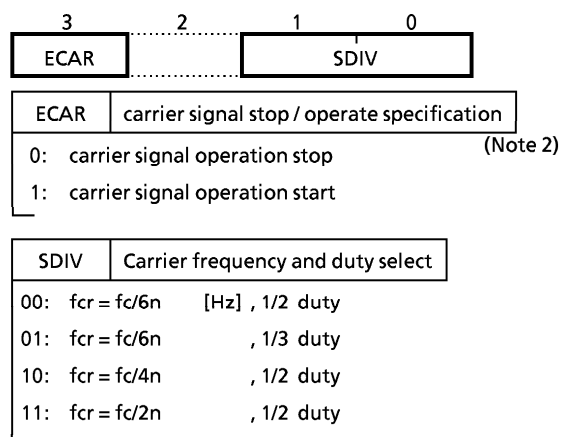 3 2 1 0
ECAR SDIV
ECAR carrier signal stop / operate specification
(Note 2)
0: carrier signal operation stop
1: carrier signal operation start
SDIV Carrier frequency and duty select
00: fcr = fc/6n [Hz] , 1/2 duty
01: fcr = fc/6n , 1/3 duty
10: fcr = fc/4n , 1/2 duty
11: fcr = fc/2n , 1/2 duty